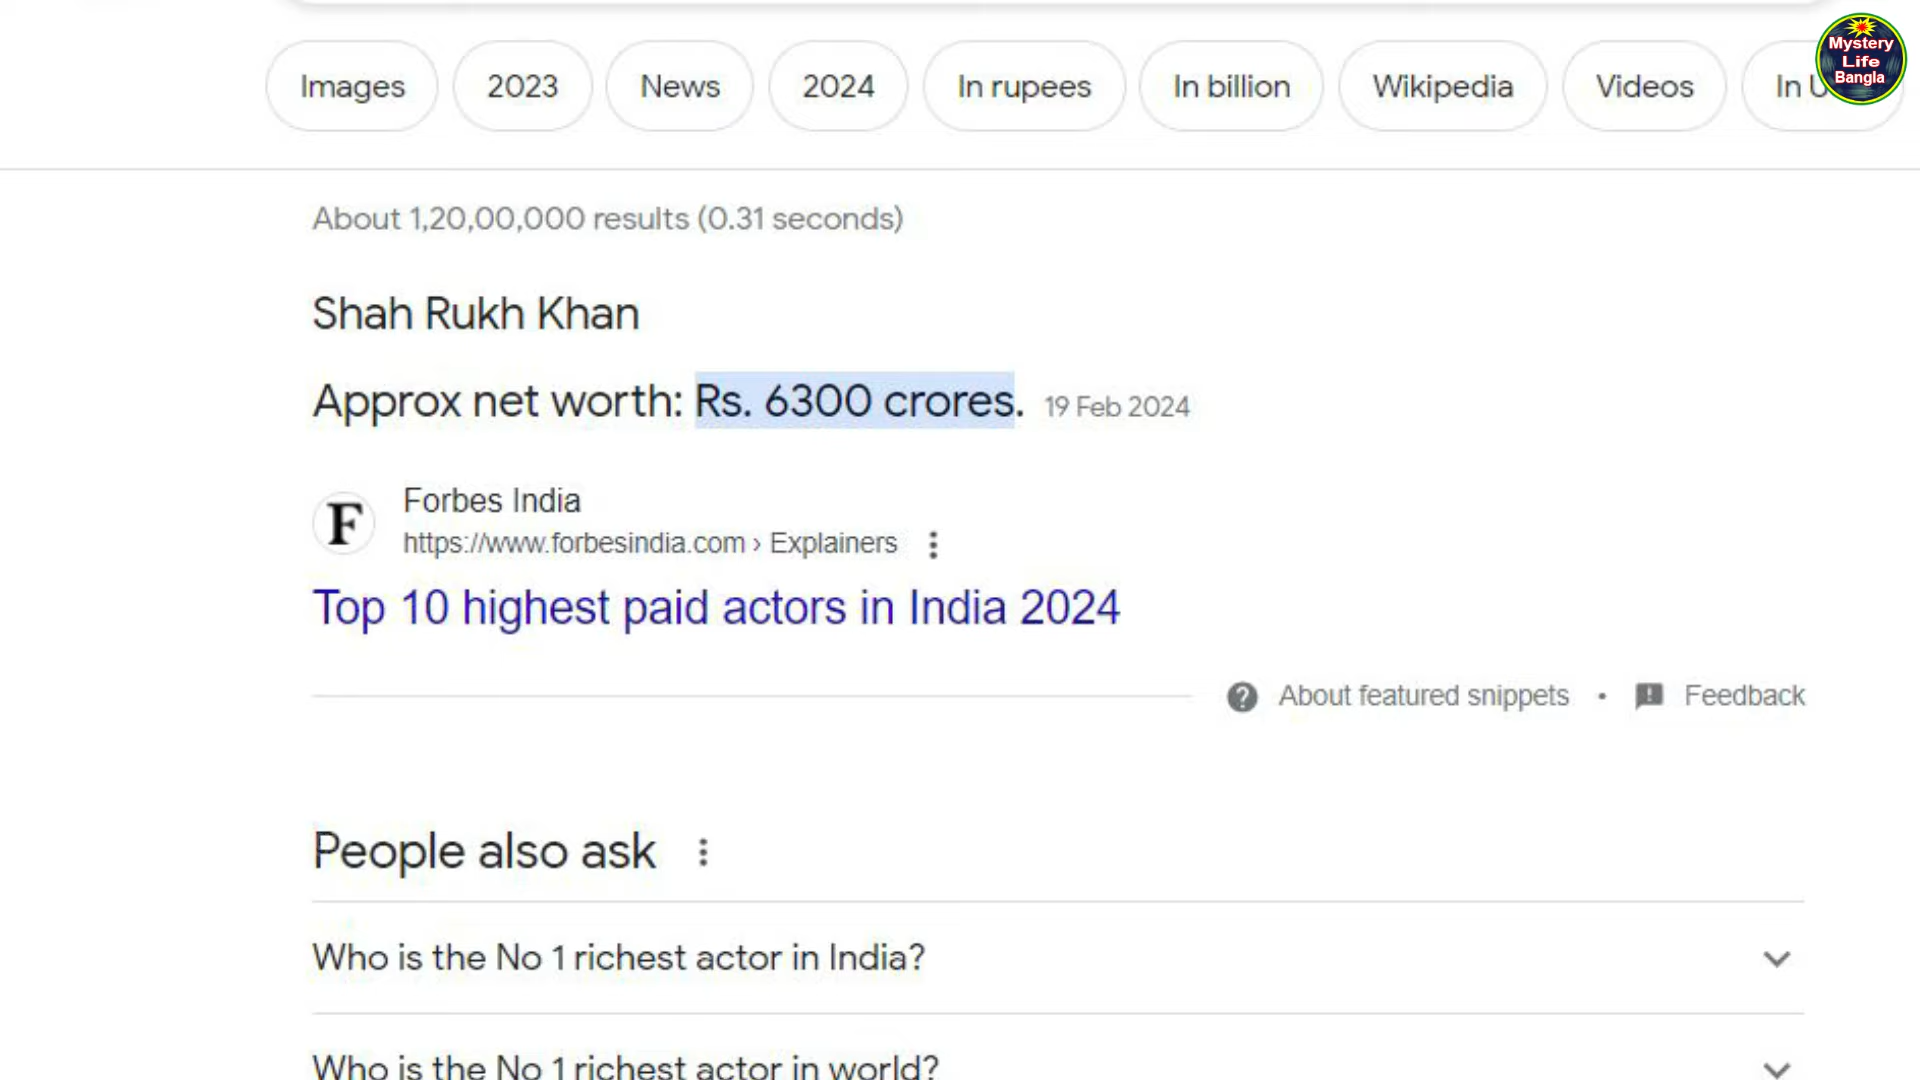 Images 2023 News 2024 In rupees In billion Wikipedia Videos In U
Mystery
Life
Bangla
About 1,20,00,000 results (0.31 seconds)
Shah Rukh Khan
Approx net worth: Rs. 6300 crores. 19 Feb 2024
Forbes India
https://www.forbesindia.com › Explainers
Top 10 highest paid actors in India 2024
About featured snippets • Feedback
People also ask
Who is the No 1 richest actor in India?
Who is the No 1 richest actor in world?